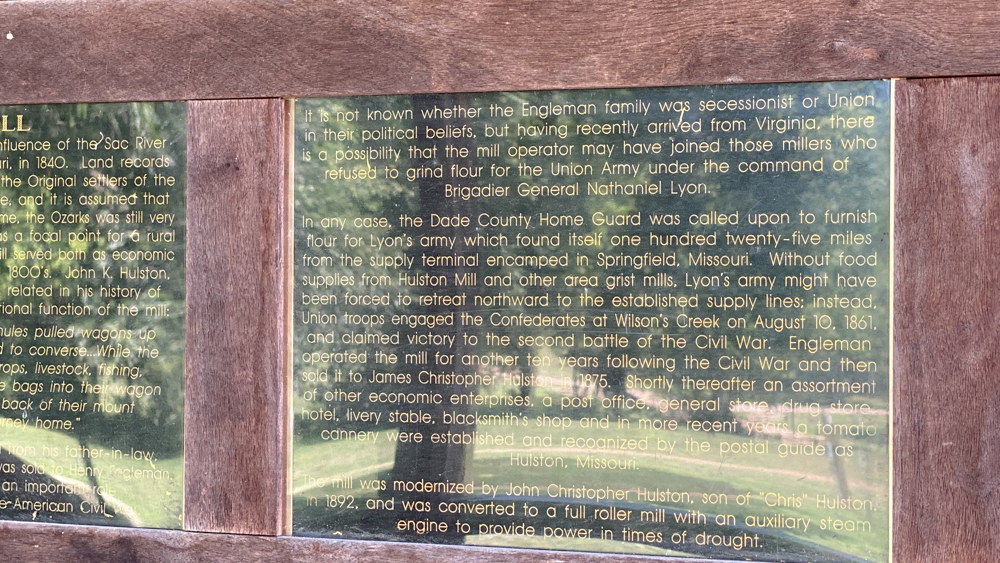 LL
nfluence of the Sac River
ri, in 1840. Land records
the Original settlers of the
e, and it is assumed that
me, the Ozarks was still very
as a focal point for a rural
ill served both as economic
1800's. John K. Hulston,
related in his history of
tional function of the mill:
mules pulled wagons up
d to converse...While the
rops, livestock, fishing,
e bags into their wagon
back of their mount
rney home."
from his father-in-law,
was sold to Henry Engleman,
an important role
e-American Civil
It is not known whether the Engleman family was secessionist or Union
in their political beliefs, but having recently arrived from Virginia, there
is a possibility that the mill operator may have joined those millers who
refused to grind flour for the Union Army under the command of
Brigadier General Nathaniel Lyon.
In any case, the Dade County Home Guard was called upon to furnish
flour for Lyon's army which found itself one hundred twenty-five miles
from the supply terminal encamped in Springfield, Missouri. Without food
supplies from Hulston Mill and other area grist mills, Lyon's army might have
been forced to retreat northward to the established supply lines; instead,
Union troops engaged the Confederates at Wilson's Creek on August 10, 1861,
and claimed victory to the second battle of the Civil War. Engleman
operated the mill for another ten years following the Civil War and then
sold it to James Christopher Hulston in 1875. Shortly thereafter an assortment
of other economic enterprises, a post office, general store, drug store,
hotel, livery stable, blacksmith's shop and in more recent years a tomato
cannery were established and recognized by the postal guide as
Hulston, Missouri.
The mill was modernized by John Christopher Hulston, son of "Chris" Hulston,
in 1892, and was converted to a full roller mill with an auxiliary steam
engine to provide power in times of drought.